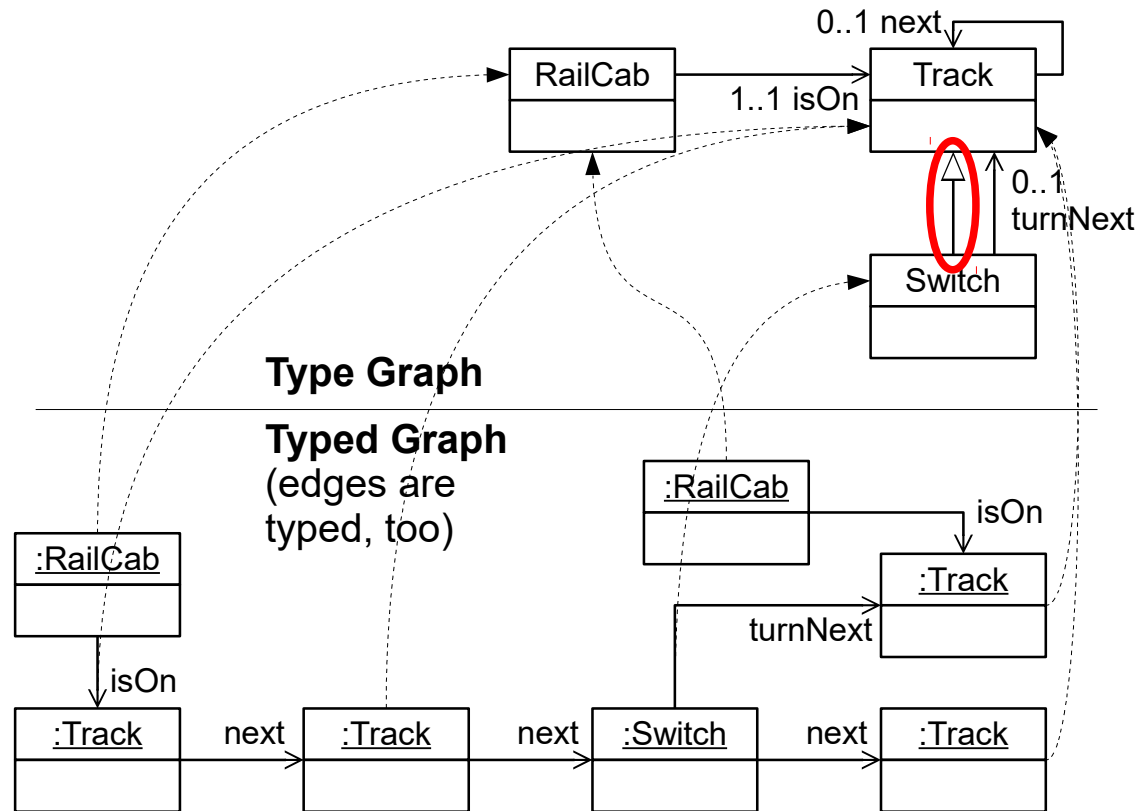 0..1 next
RailCab
Track
1..1 isOn
0..1
turnNext
Switch
Type Graph
Typed Graph
(edges are
typed, too)
:RailCab
isOn
:RailCab
:Track
turnNext
isOn
:Track
next
:Track
next
:Switch
next
:Track